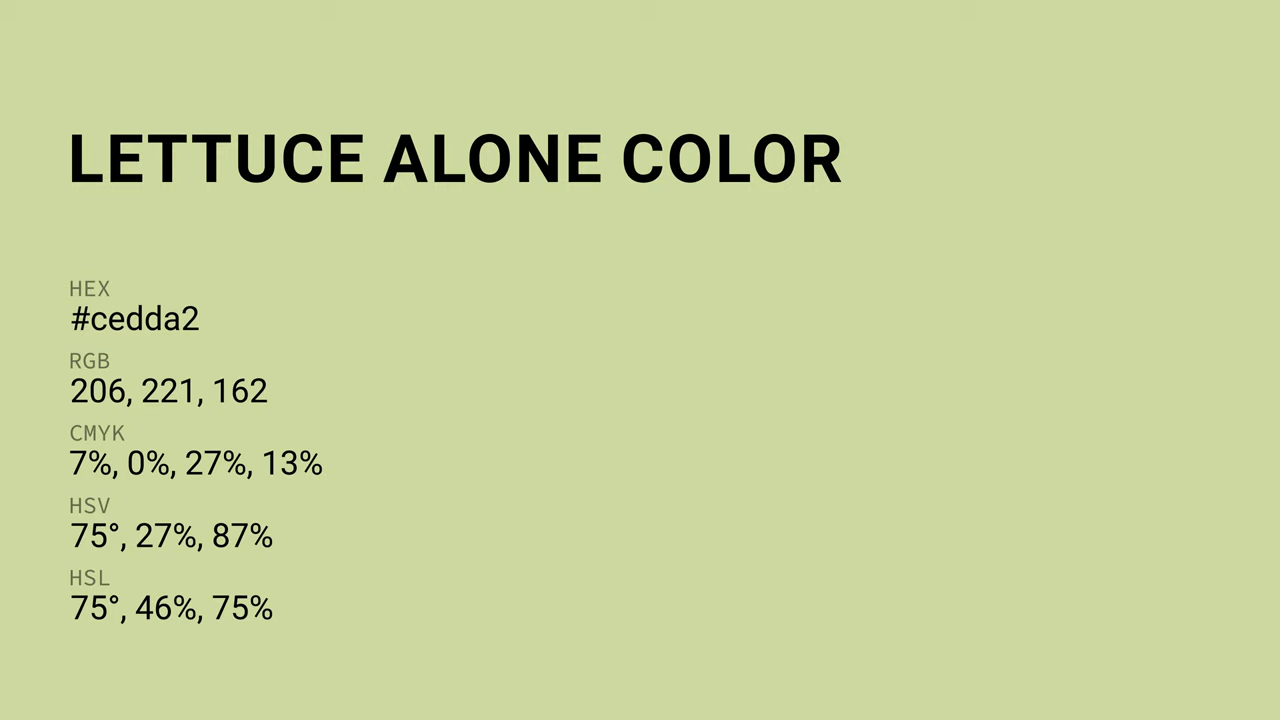 LETTUCE ALONE COLOR
HEX
#cedda2
RGB
206, 221, 162
CMYK
7%, 0%, 27%, 13%
HSV
75°, 27%, 87%
HSL
75°, 46%, 75%